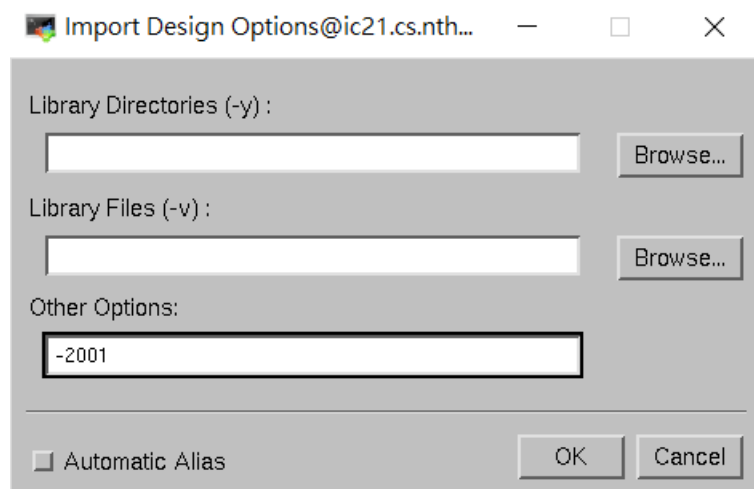 Import Design Options@ic21.cs.nth...
Library Directories (-y) :
Browse...
Library Files (-v) :
Browse...
Other Options:
-2001
Automatic Alias
OK
Cancel